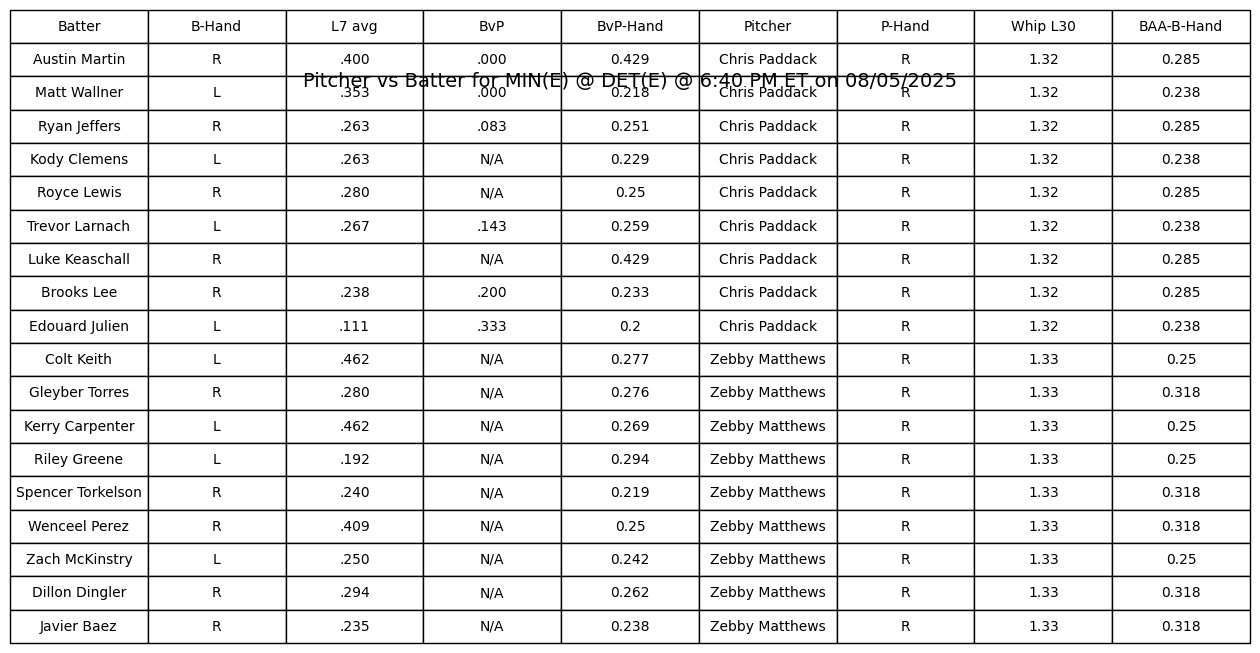 Batter B-Hand L7 avg BvP BvP-Hand Pitcher P-Hand Whip L30 BAA-B-Hand
Austin Martin R .400 .000 0.429 Chris Paddack R 1.32 0.285
Pitcher vs Batter for MIN(E) @ DET(E) @ 6:40 PM ET on 08/05/2025
Matt Wallner L .353 .000 0.218 Chris Paddack R 1.32 0.238
Ryan Jeffers R .263 .083 0.251 Chris Paddack R 1.32 0.285
Kody Clemens L .263 N/A 0.229 Chris Paddack R 1.32 0.238
Royce Lewis R .280 N/A 0.25 Chris Paddack R 1.32 0.285
Trevor Larnach L .267 .143 0.259 Chris Paddack R 1.32 0.238
Luke Keaschall R N/A 0.429 Chris Paddack R 1.32 0.285
Brooks Lee R .238 .200 0.233 Chris Paddack R 1.32 0.285
Edouard Julien L .111 .333 0.2 Chris Paddack R 1.32 0.238
Colt Keith L .462 N/A 0.277 Zebby Matthews R 1.33 0.25
Gleyber Torres R .280 N/A 0.276 Zebby Matthews R 1.33 0.318
Kerry Carpenter L .462 N/A 0.269 Zebby Matthews R 1.33 0.25
Riley Greene L .192 N/A 0.294 Zebby Matthews R 1.33 0.25
Spencer Torkelson R .240 N/A 0.219 Zebby Matthews R 1.33 0.318
Wenceel Perez R .409 N/A 0.25 Zebby Matthews R 1.33 0.318
Zach McKinstry L .250 N/A 0.242 Zebby Matthews R 1.33 0.25
Dillon Dingler R .294 N/A 0.262 Zebby Matthews R 1.33 0.318
Javier Baez R .235 N/A 0.238 Zebby Matthews R 1.33 0.318